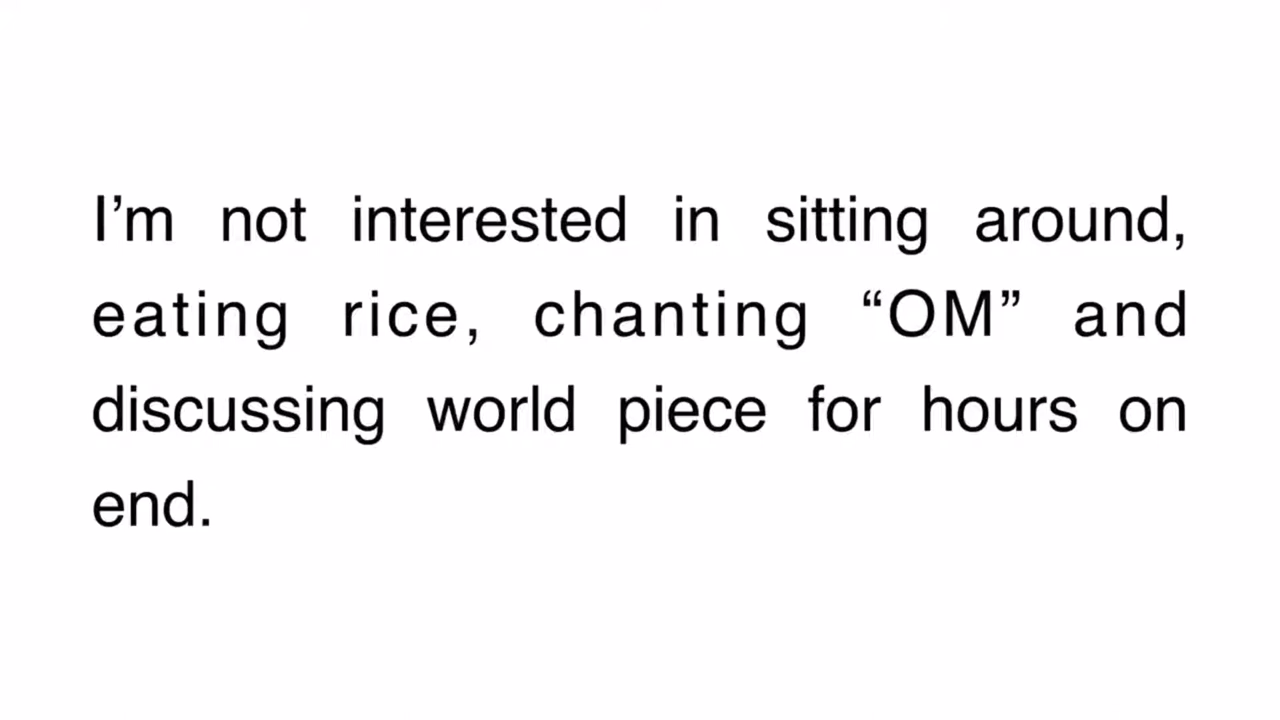 I’m not interested in sitting around,
eating rice, chanting “OM” and
discussing world piece for hours on
end.